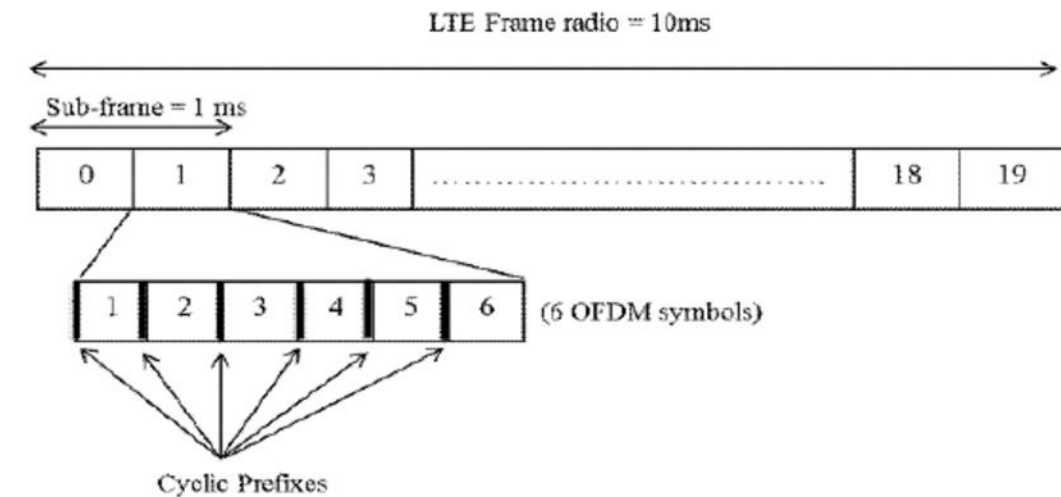 LTE Frame radio = 10ms
Sub-frame = 1 ms
0 1 2 3 ........................................ 18 19
1 2 3 4 5 6 (6 OFDM symbols)
Cyclic Prefixes